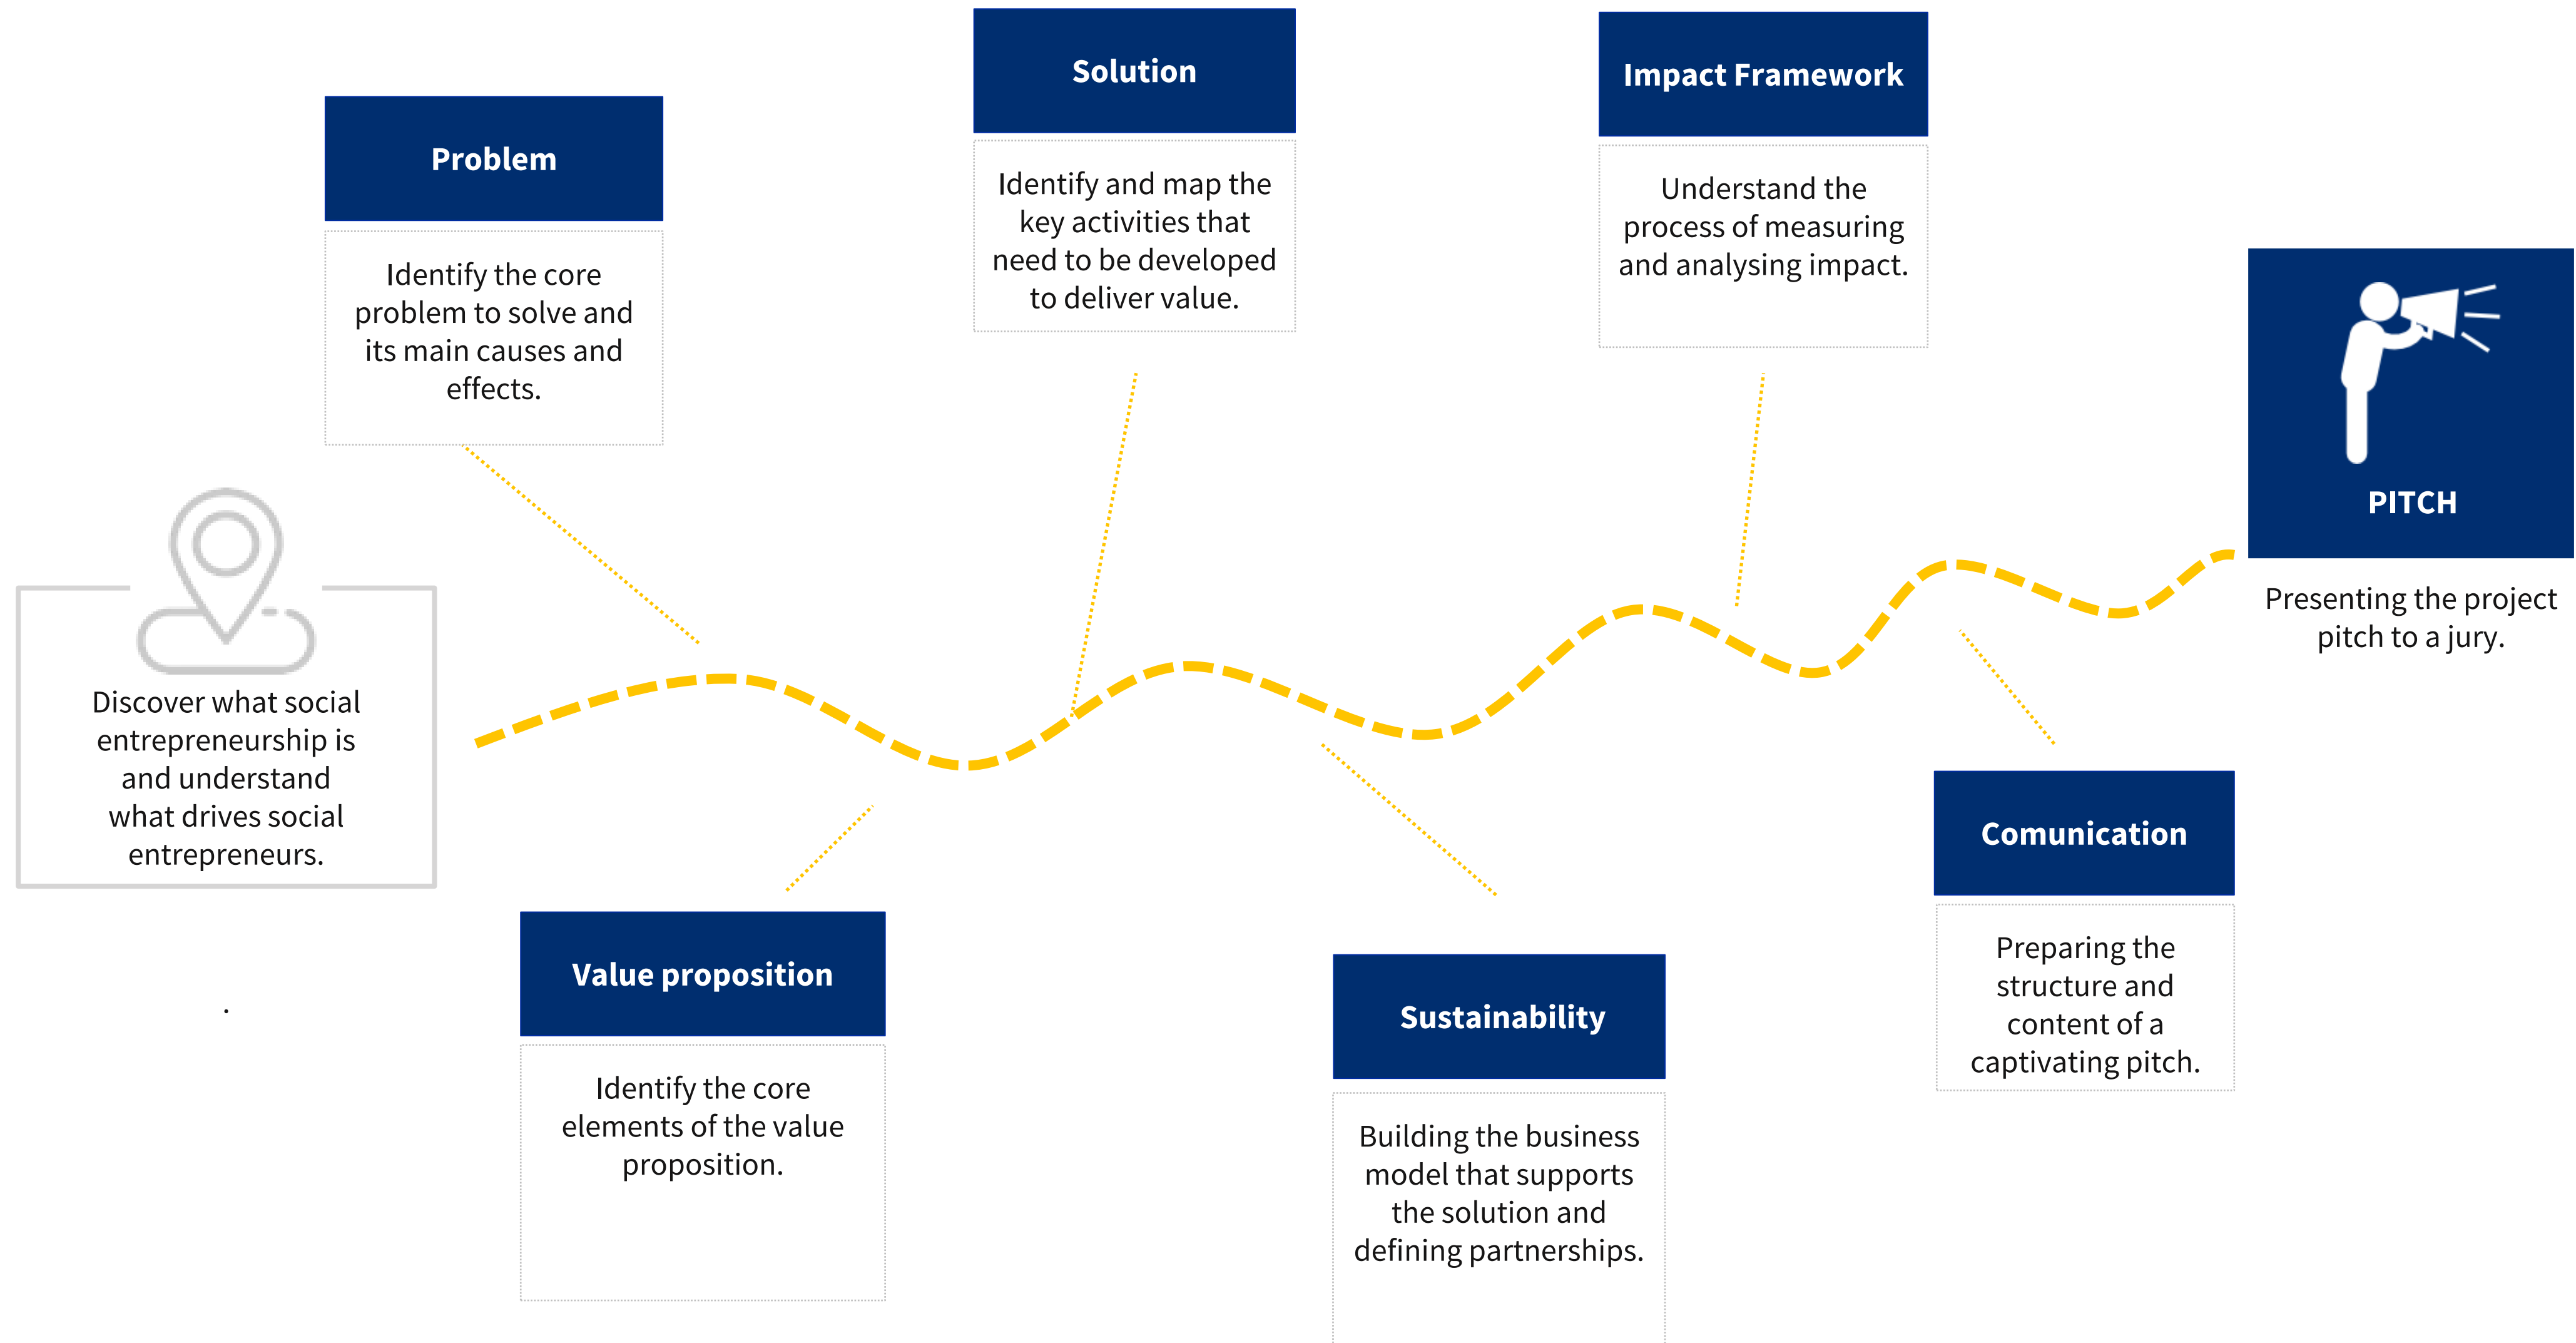 Discover what social
entrepreneurship is
and understand
what drives social
entrepreneurs.
.
Problem
Identify the core
problem to solve and
its main causes and
effects.
Value proposition
Identify the core
elements of the value
proposition.
Solution
Identify and map the
key activities that
need to be developed
to deliver value.
Sustainability
Building the business
model that supports
the solution and
defining partnerships.
Impact Framework
Understand the
process of measuring
and analysing impact.
Comunication
Preparing the
structure and
content of a
captivating pitch.
PITCH
Presenting the project
pitch to a jury.